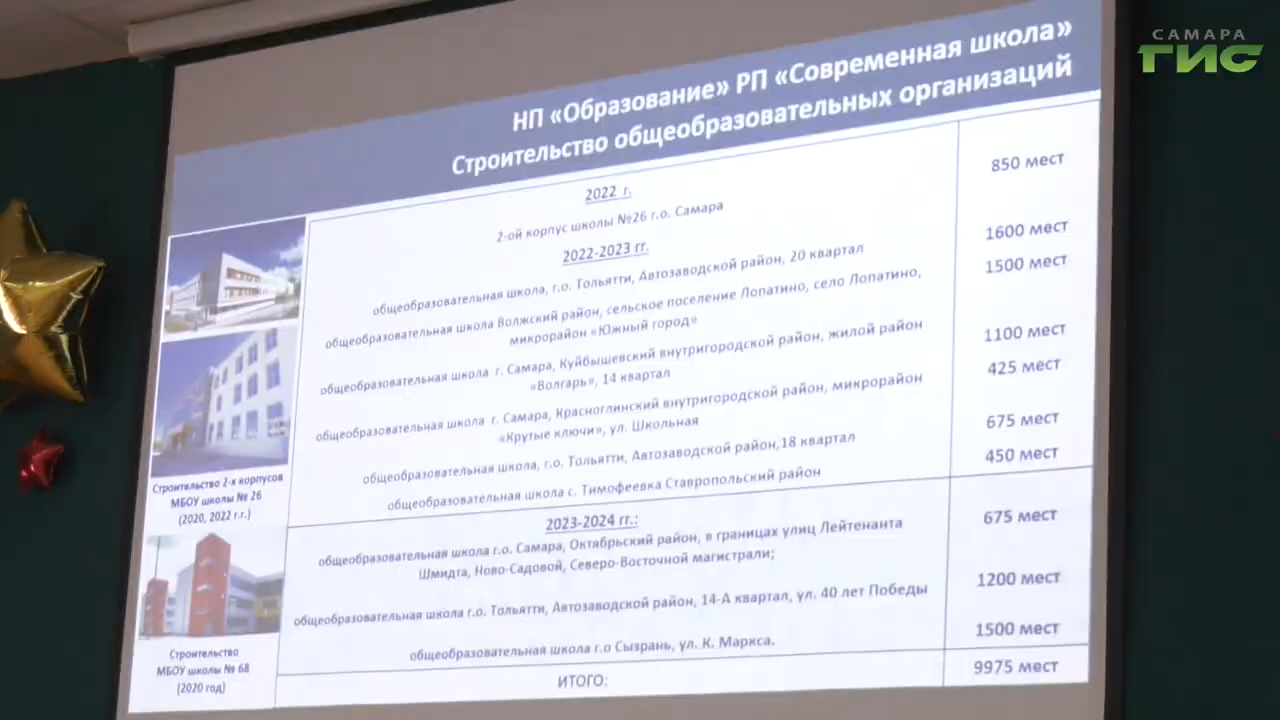 САМАРА
ГИС
НП «Образование» РП «Современная школа»
Строительство общеобразовательных организаций
2022 г.
2-ой корпус школы №26 г.о. Самара
850 мест
2022-2023 гг.
общеобразовательная школа, г.о. Тольятти, Автозаводской район, 20 квартал
1600 мест
общеобразовательная школа Волжский район, сельское поселение Лопатино, село Лопатино,
микрорайон «Южный город»
1500 мест
общеобразовательная школа г. Самара, Куйбышевский внутригородской район, жилой район
«Волгарь», 14 квартал
1100 мест
общеобразовательная школа г. Самара, Красноглинский внутригородской район, микрорайон
«Крутые ключи», ул. Школьная
425 мест
общеобразовательная школа, г.о. Тольятти, Автозаводской район,18 квартал
675 мест
общеобразовательная школа с. Тимофеевка Ставропольский район
450 мест
Строительство 2-х корпусов
МБОУ школы № 26
(2020, 2022 г.г.)
2023-2024 гг.:
общеобразовательная школа г.о. Самара, Октябрьский район, в границах улиц Лейтенанта
Шмидта, Ново-Садовой, Северо-Восточной магистрали;
675 мест
общеобразовательная школа г.о. Тольятти, Автозаводской район, 14-А квартал, ул. 40 лет Победы
1200 мест
общеобразовательная школа г.о Сызрань, ул. К. Маркса.
1500 мест
Строительство
МБОУ школы № 68
(2020 год)
ИТОГО:
9975 мест